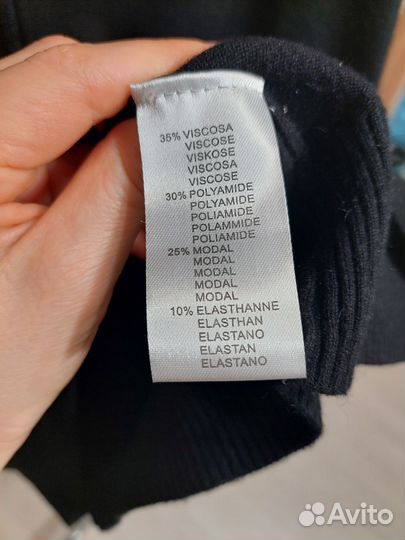 35% VISCOSA
VISCOSE
VISKOSE
VISCOSA
VISCOSE
30% POLYAMIDE
POLYAMIDE
POLIAMIDE
POLAMMIDE
POLIAMIDE
25% MODAL
MODAL
MODAL
MODAL
MODAL
10% ELASTHANNE
ELASTHAN
ELASTANO
ELASTAN
ELASTANO
Avito